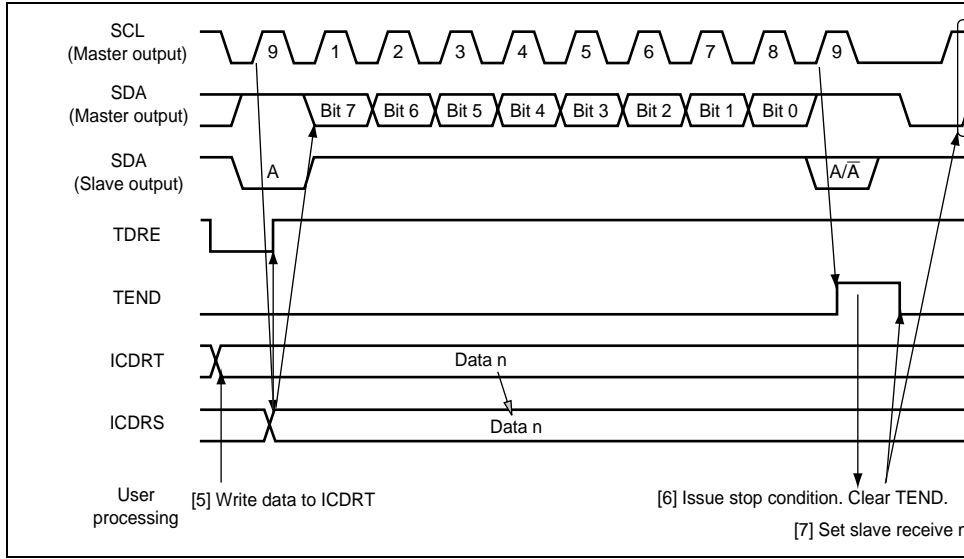 SCL
(Master output)
9 1 2 3 4 5 6 7 8 9
SDA
(Master output)
Bit 7 Bit 6 Bit 5 Bit 4 Bit 3 Bit 2 Bit 1 Bit 0
SDA
(Slave output)
A A/A̅
TDRE
TEND
ICDRT
Data n
ICDRS
Data n
User
processing
[5] Write data to ICDRT
[6] Issue stop condition. Clear TEND.
[7] Set slave receive